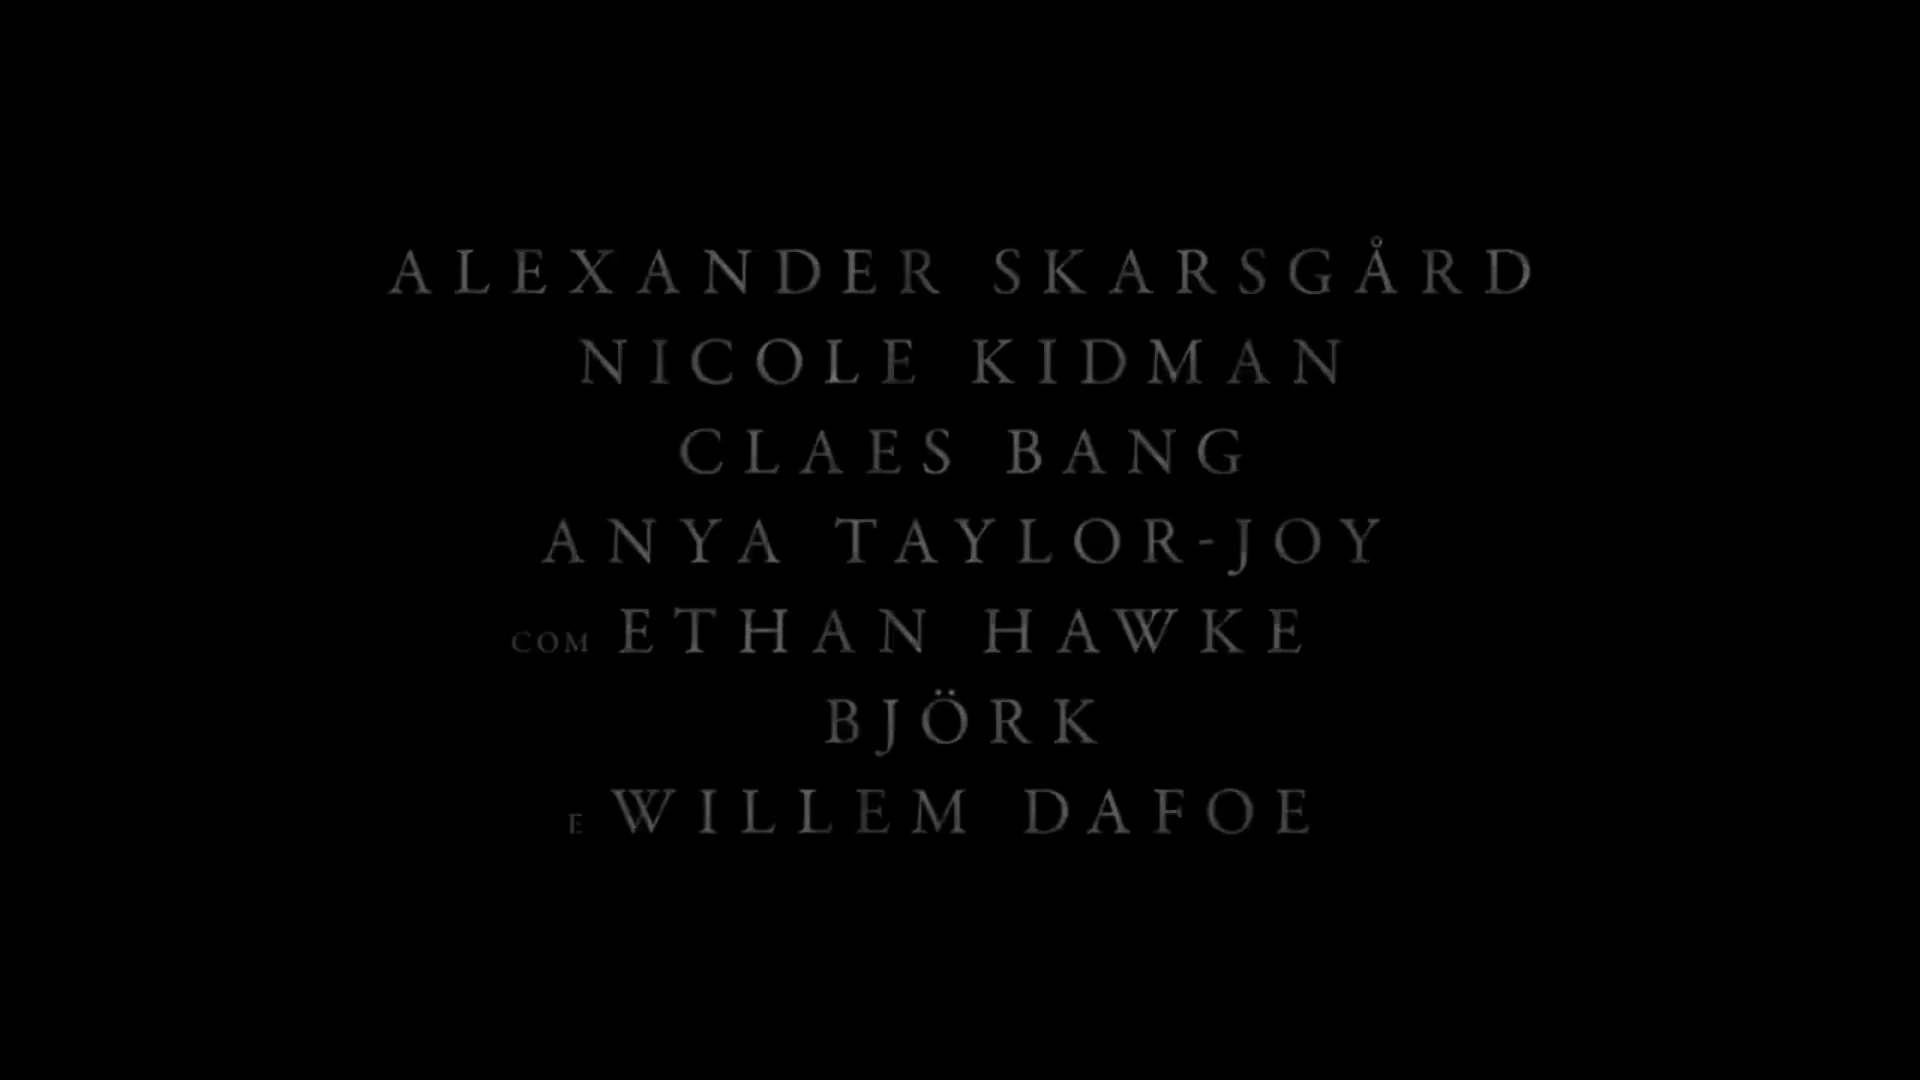 ALEXANDER SKARSGÅRD
NICOLE KIDMAN
CLAES BANG
ANYA TAYLOR-JOY
COM ETHAN HAWKE
BJÖRK
E WILLEM DAFOE